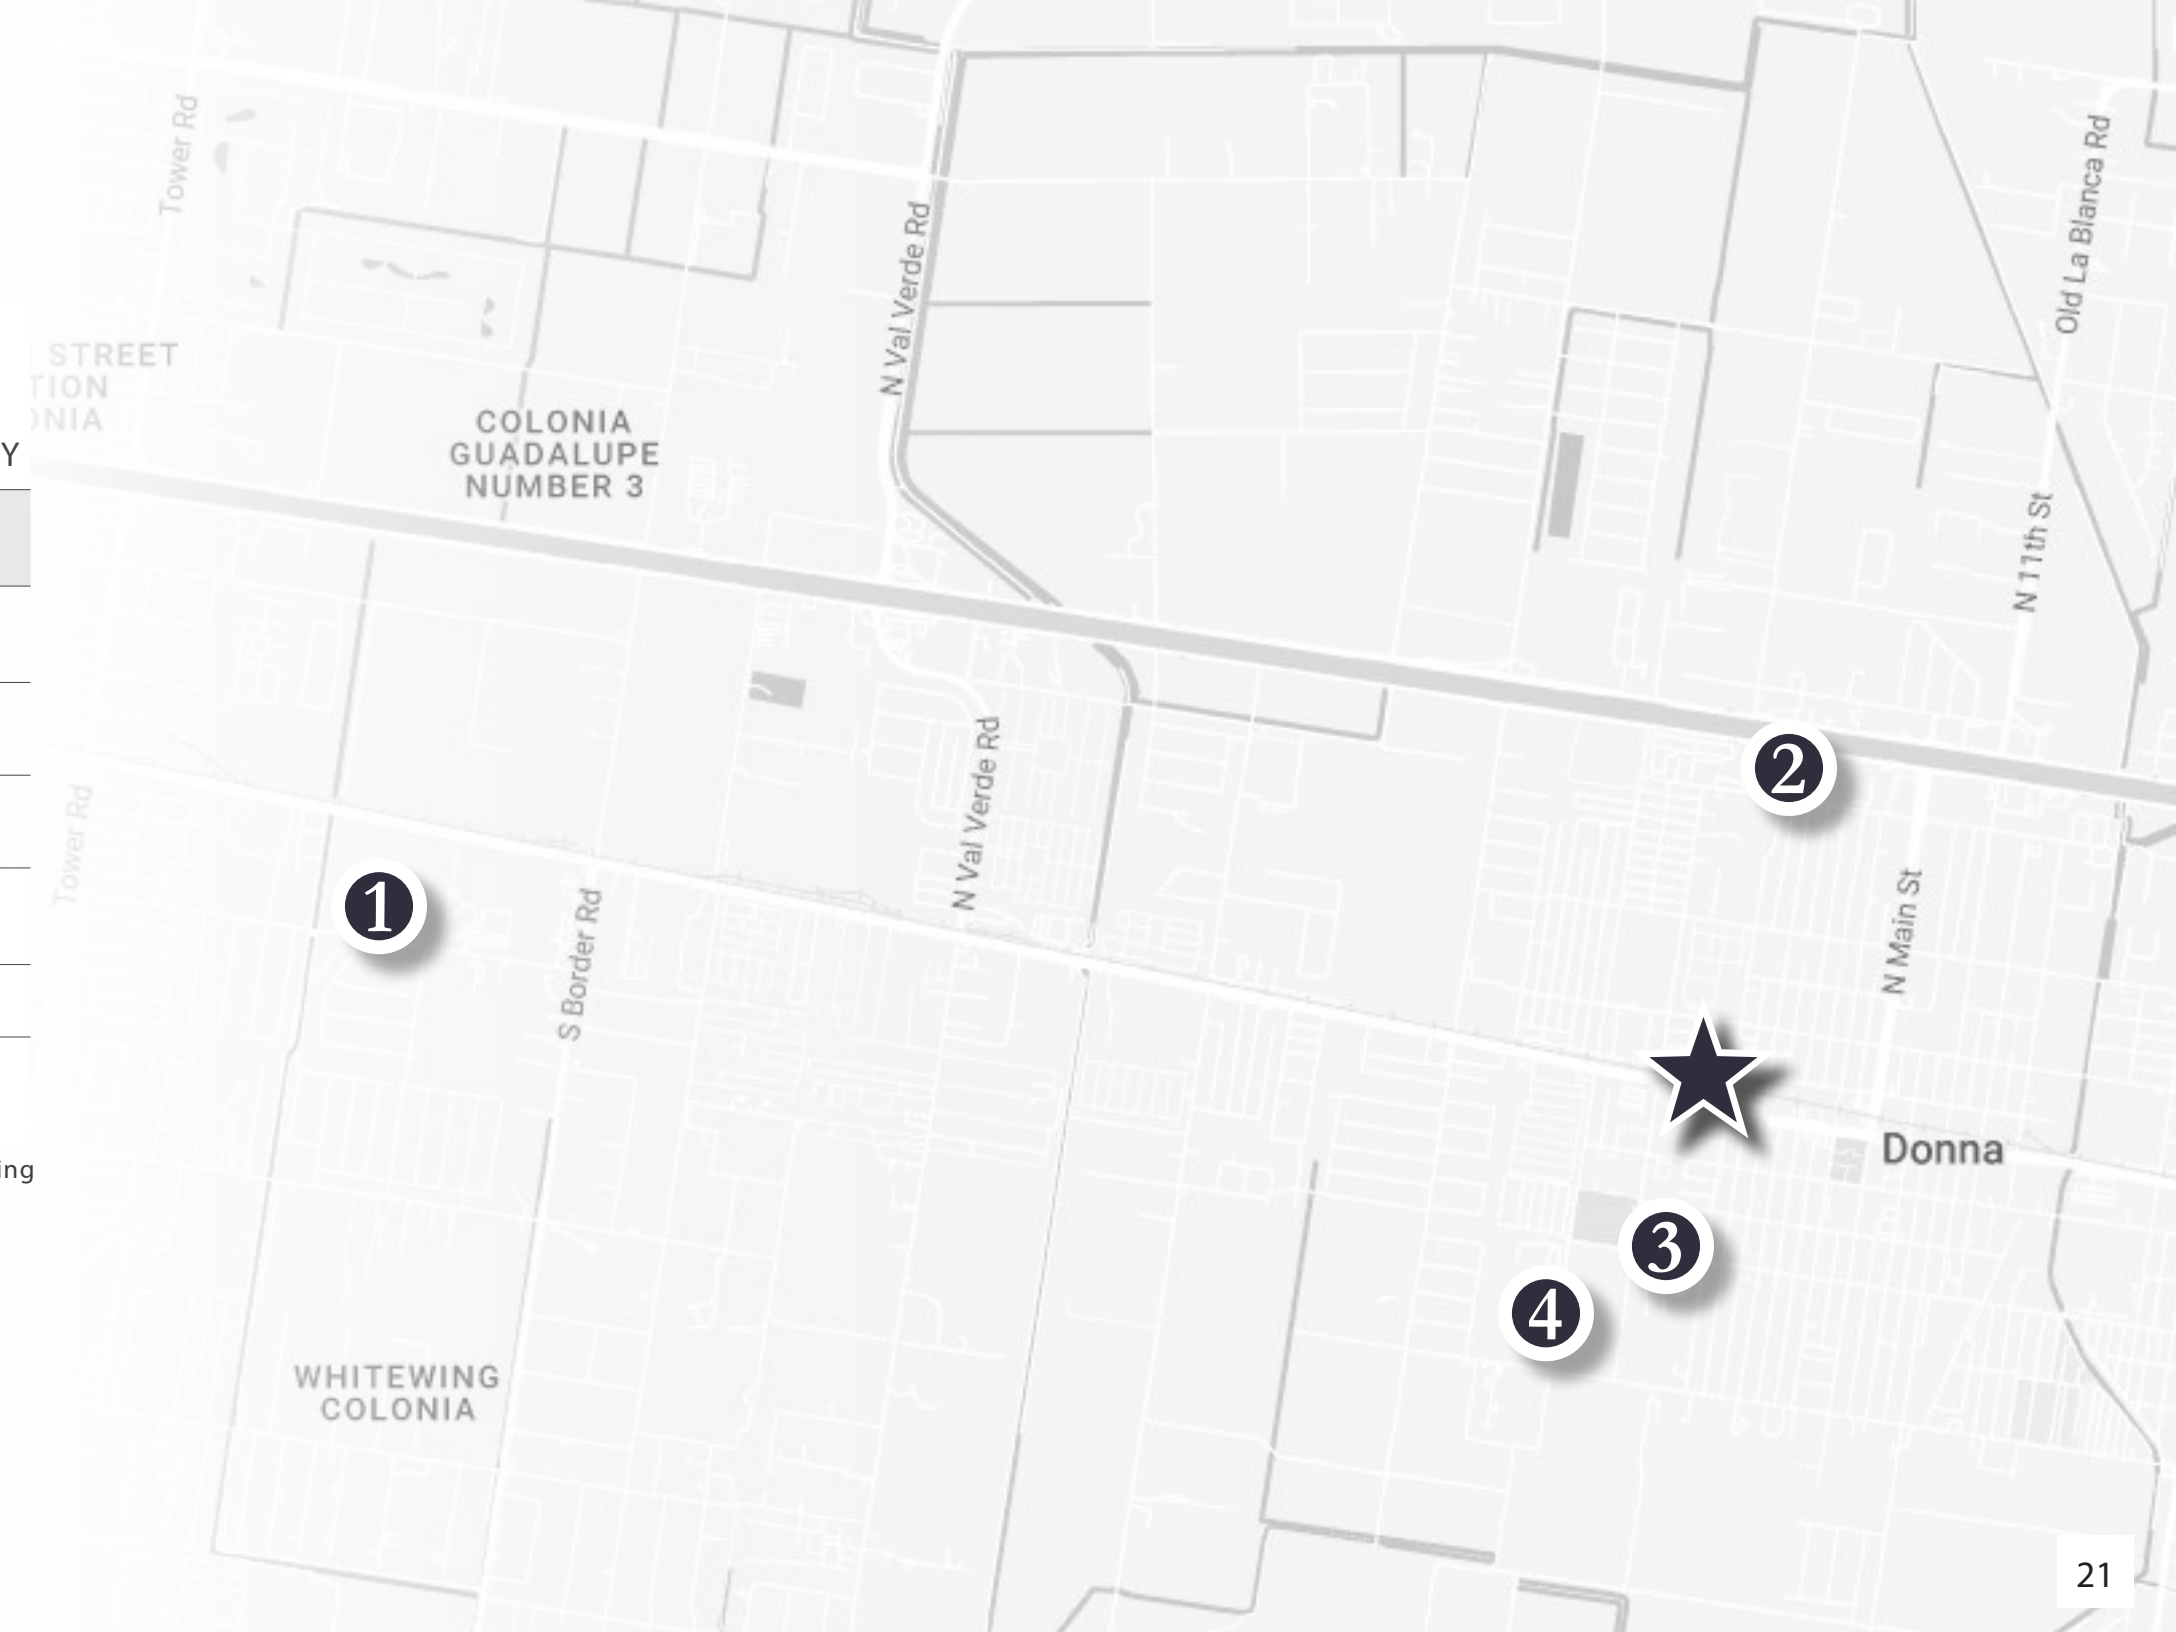 Tower Rd
Old La Blanca Rd
N Val Verde Rd
STREET
TION
ONIA
COLONIA
GUADALUPE
NUMBER 3
Y
N 11th St
2
N Val Verde Rd
Tower Rd
1
S Border Rd
N Main St
Donna
ing
3
4
WHITEWING
COLONIA
21